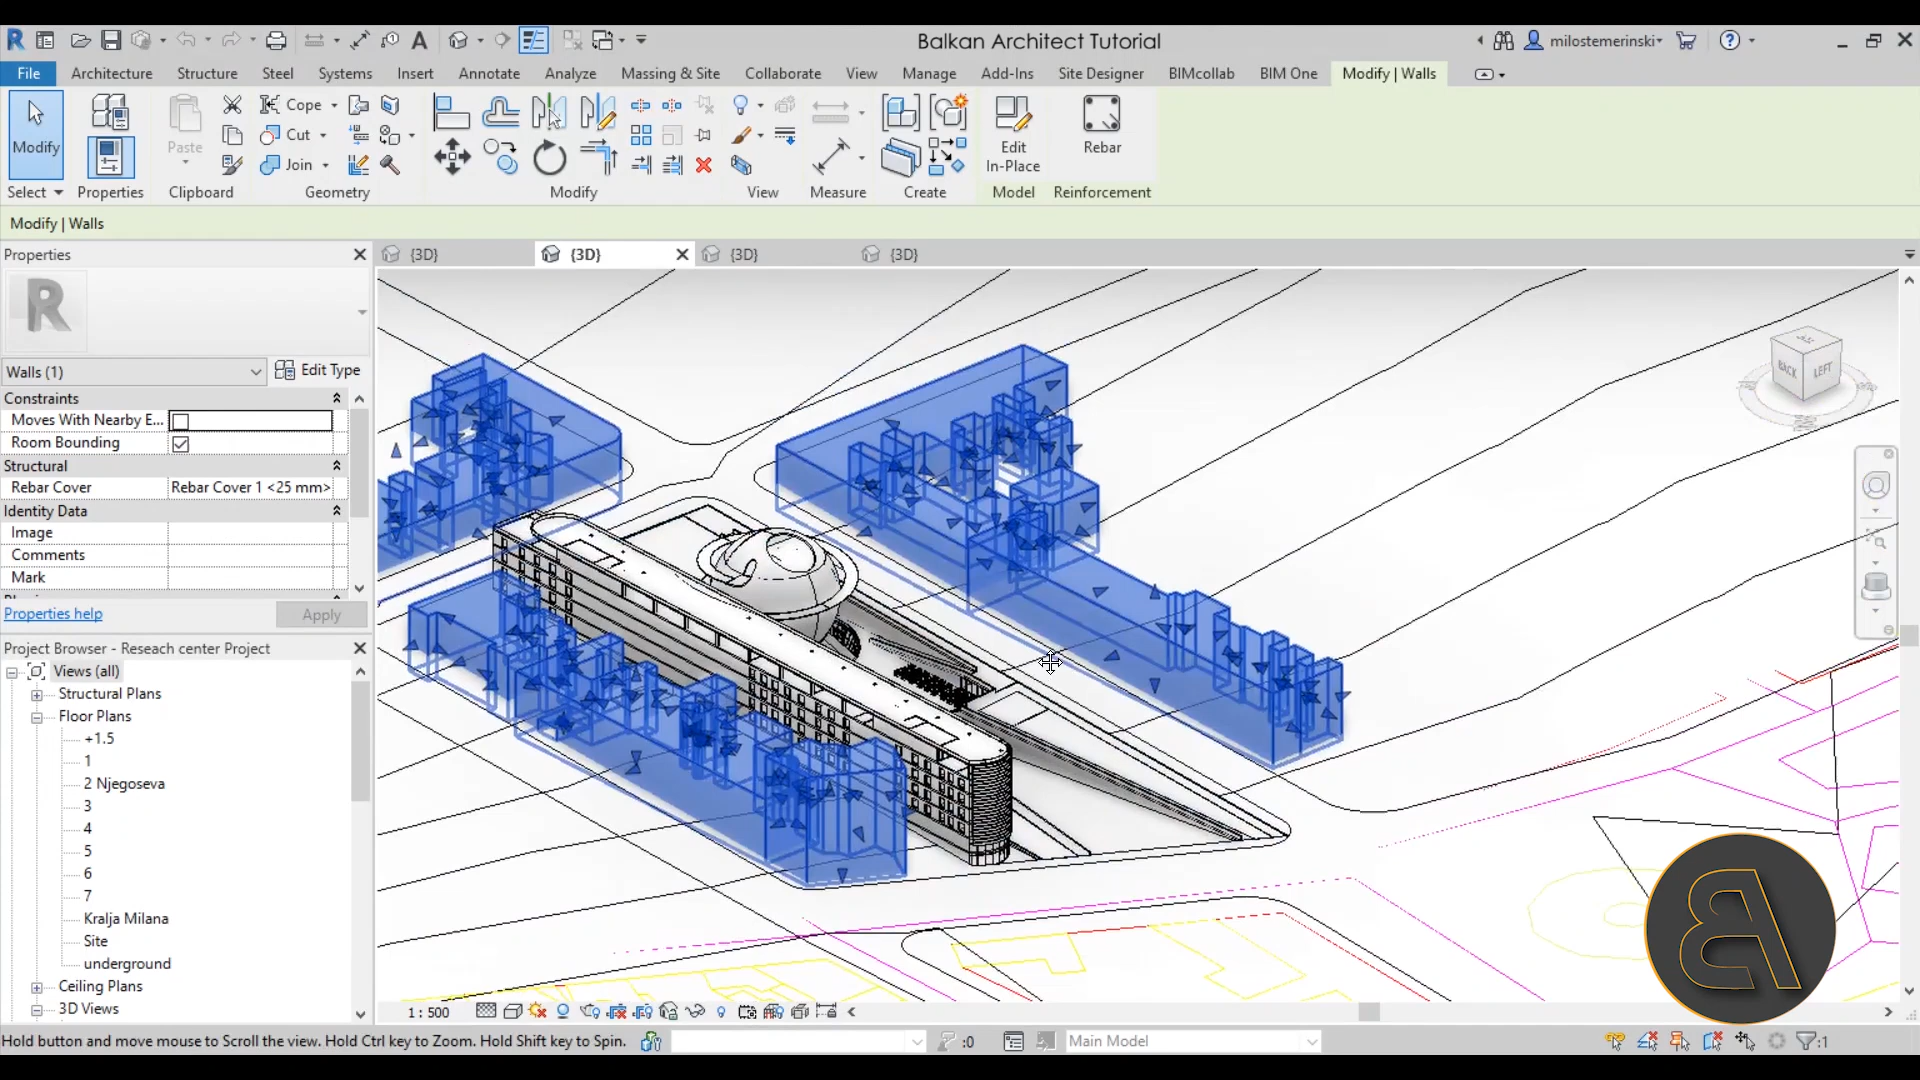 Balkan Architect Tutorial
milostemerinski
File Architecture Structure Steel Systems Insert Annotate Analyze Massing & Site Collaborate View Manage Add-Ins Site Designer BIMcollab BIM One Modify | Walls
Modify
Paste
Cope
Cut
Join
Edit
In-Place
Rebar
Select Properties Clipboard Geometry Modify View Measure Create Model Reinforcement
Modify | Walls
Properties
{3D} {3D} {3D} {3D}
Walls (1)
Edit Type
Constraints
Moves With Nearby E...
Room Bounding
Structural
Rebar Cover Rebar Cover 1 <25 mm>
Identity Data
Image
Comments
Mark
Properties help
Apply
BACK LEFT
Project Browser - Reseach center Project
Views (all)
Structural Plans
Floor Plans
+1.5
1
2 Njegoseva
3
4
5
6
7
Kralja Milana
Site
underground
Ceiling Plans
3D Views
1 : 500
Hold button and move mouse to Scroll the view. Hold Ctrl key to Zoom. Hold Shift key to Spin.
:0
Main Model
:1